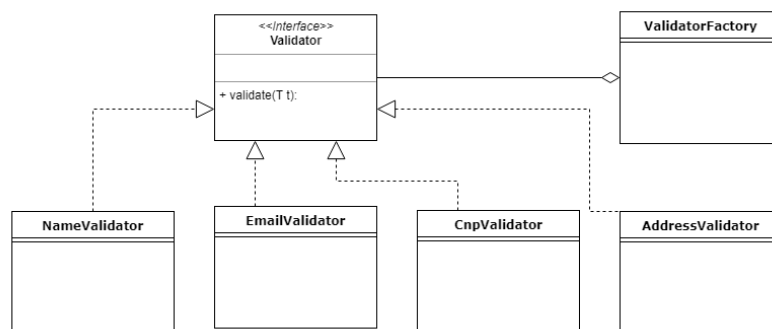 <<interface>>
Validator
+ validate(T t):
ValidatorFactory
NameValidator
EmailValidator
CnpValidator
AddressValidator